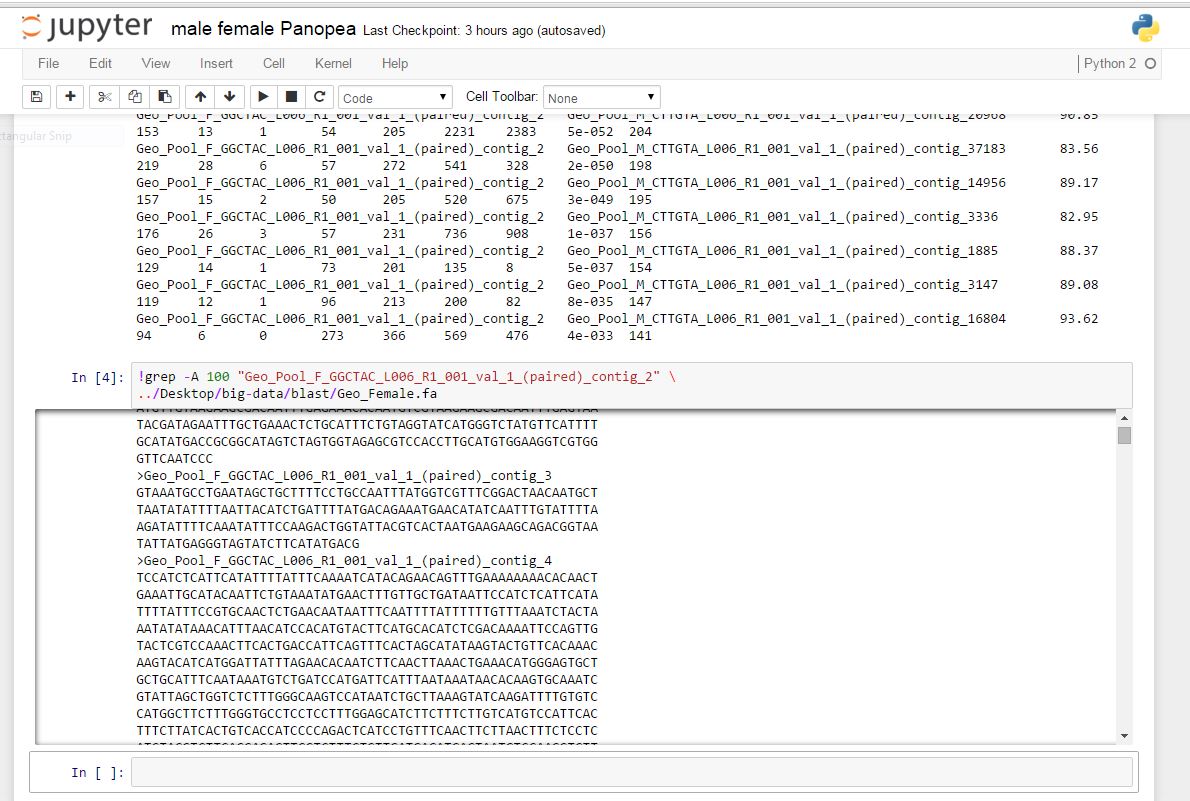 jupyter male female Panopea Last Checkpoint: 3 hours ago (autosaved)
File Edit View Insert Cell Kernel Help Python 2
Code Cell Toolbar: None
Geo_Pool_F_GGCTAC_L006_R1_001_val_1_(paired)_contig_2 Geo_Pool_M_CTTGTA_L006_R1_001_val_1_(paired)_contig_20968 90.85
153 13 1 54 205 2231 2383 5e-052 204
Geo_Pool_F_GGCTAC_L006_R1_001_val_1_(paired)_contig_2 Geo_Pool_M_CTTGTA_L006_R1_001_val_1_(paired)_contig_37183 83.56
219 28 6 57 272 541 328 2e-050 198
Geo_Pool_F_GGCTAC_L006_R1_001_val_1_(paired)_contig_2 Geo_Pool_M_CTTGTA_L006_R1_001_val_1_(paired)_contig_14956 89.17
157 15 2 50 205 520 675 3e-049 195
Geo_Pool_F_GGCTAC_L006_R1_001_val_1_(paired)_contig_2 Geo_Pool_M_CTTGTA_L006_R1_001_val_1_(paired)_contig_3336 82.95
176 26 3 57 231 736 908 1e-037 156
Geo_Pool_F_GGCTAC_L006_R1_001_val_1_(paired)_contig_2 Geo_Pool_M_CTTGTA_L006_R1_001_val_1_(paired)_contig_1885 88.37
129 14 1 73 201 135 8 5e-037 154
Geo_Pool_F_GGCTAC_L006_R1_001_val_1_(paired)_contig_2 Geo_Pool_M_CTTGTA_L006_R1_001_val_1_(paired)_contig_3147 89.08
119 12 1 96 213 200 82 8e-035 147
Geo_Pool_F_GGCTAC_L006_R1_001_val_1_(paired)_contig_2 Geo_Pool_M_CTTGTA_L006_R1_001_val_1_(paired)_contig_16804 93.62
94 6 0 273 366 569 476 4e-033 141
In [4]: !grep -A 100 "Geo_Pool_F_GGCTAC_L006_R1_001_val_1_(paired)_contig_2" \
../Desktop/big-data/blast/Geo_Female.fa
TACGATAGAATTTGCTGAAACTCTGCATTTCTGTAGGTATCATGGGTCTATGTTCATTTT
GCATATGACCGCGGCATAGTCTAGTGGTAGAGCGTCCACCTTGCATGTGGAAGGTCGTGG
GTTCAATCCC
>Geo_Pool_F_GGCTAC_L006_R1_001_val_1_(paired)_contig_3
GTAAATGCCTGAATAGCTGCTTTTCCTGCCAATTTATGGTCGTTTCGGACTAACAATGCT
TAATATATTTTAATTACATCTGATTTTATGACAGAAATGAACATATCAATTTGTATTTTA
AGATATTTTCAAATATTTCCAAGACTGGTATTACGTCACTAATGAAGAAGCAGACGGTAA
TATTATGAGGGTAGTATCTTCATATGACG
>Geo_Pool_F_GGCTAC_L006_R1_001_val_1_(paired)_contig_4
TCCATCTCATTCATATTTTATTTCAAAATCATACAGAACAGTTTGAAAAAAAACACAACT
GAAATTGCATACAATTCTGTAAATATGAACTTTGTTGCTGATAATTCCATCTCATTCATA
TTTTATTTCCGTGCAACTCTGAACAATAATTTCAATTTTATTTTTTGTTTAAATCTACTA
AATATATAAACATTTAACATCCACATGTACTTCATGCACATCTCGACAAAATTCCAGTTG
TACTCGTCCAAACTTCACTGACCATTCAGTTTCACTAGCATATAAGTACTGTTCACAAAC
AAGTACATCATGGATTATTTAGAACACAATCTTCAACTTAAACTGAAACATGGGAGTGCT
GCTGCATTTCAATAAATGTCTGATCCATGATTCATTTAATAAATAACACAAGTGCAAATC
GTATTAGCTGGTCTCTTTGGGCAAGTCCATAATCTGCTTAAAGTATCAAGATTTTGTGTC
CATGGCTTCTTTGGGTGCCTCCTCCTTTGGAGCATCTTCTTTCTTGTCATGTCCATTCAC
TTTCTTATCACTGTCACCATCCCCAGACTCATCCTGTTTCAACTTCTTAACTTTCTCCTC
In [ ]: